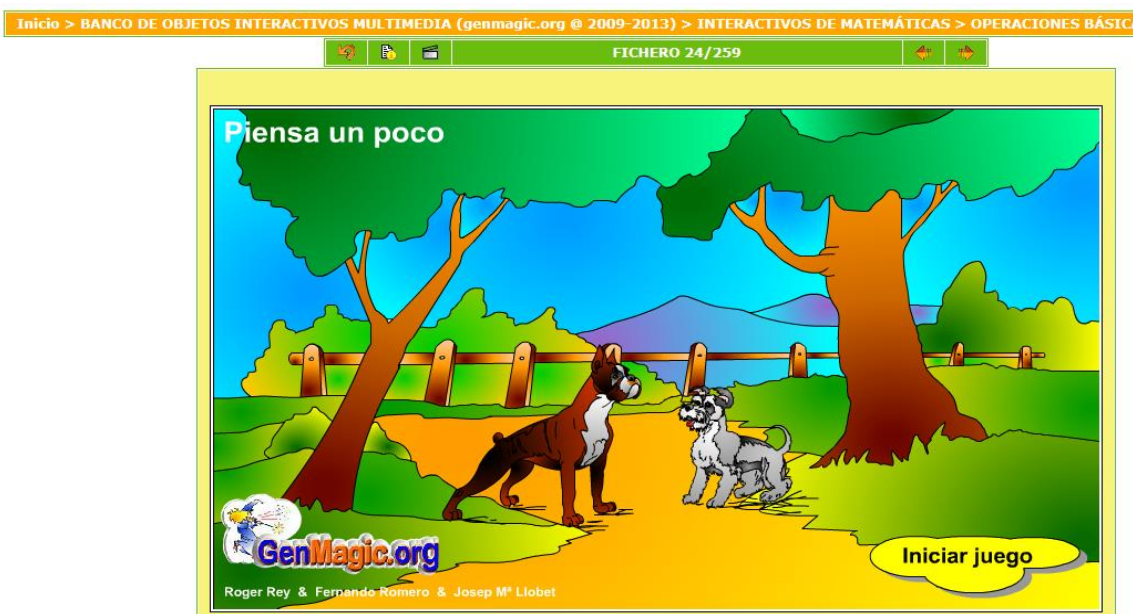 Inicio > BANCO DE OBJETOS INTERACTIVOS MULTIMEDIA (genmagic.org @ 2009-2013) > INTERACTIVOS DE MATEMÁTICAS > OPERACIONES BÁSICA
FICHERO 24/259
Piensa un poco
GenMagic.org
Iniciar juego
Roger Rey & Fernando Romero & Josep Mª Llobet